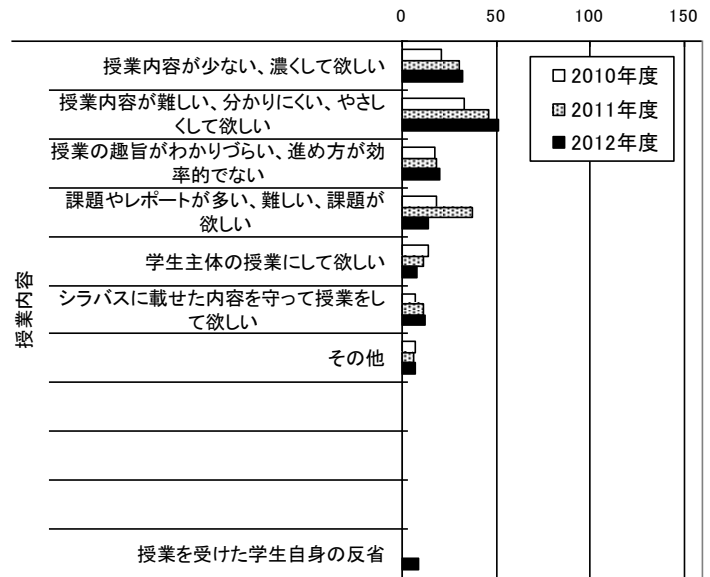 0 50 100 150
2010年度
2011年度
2012年度
授業内容
授業内容が少ない、濃くして欲しい
授業内容が難しい、分かりにくい、やさし
くして欲しい
授業の趣旨がわかりづらい、進め方が効
率的でない
課題やレポートが多い、難しい、課題が
欲しい
学生主体の授業にして欲しい
シラバスに載せた内容を守って授業をし
て欲しい
その他
授業を受けた学生自身の反省